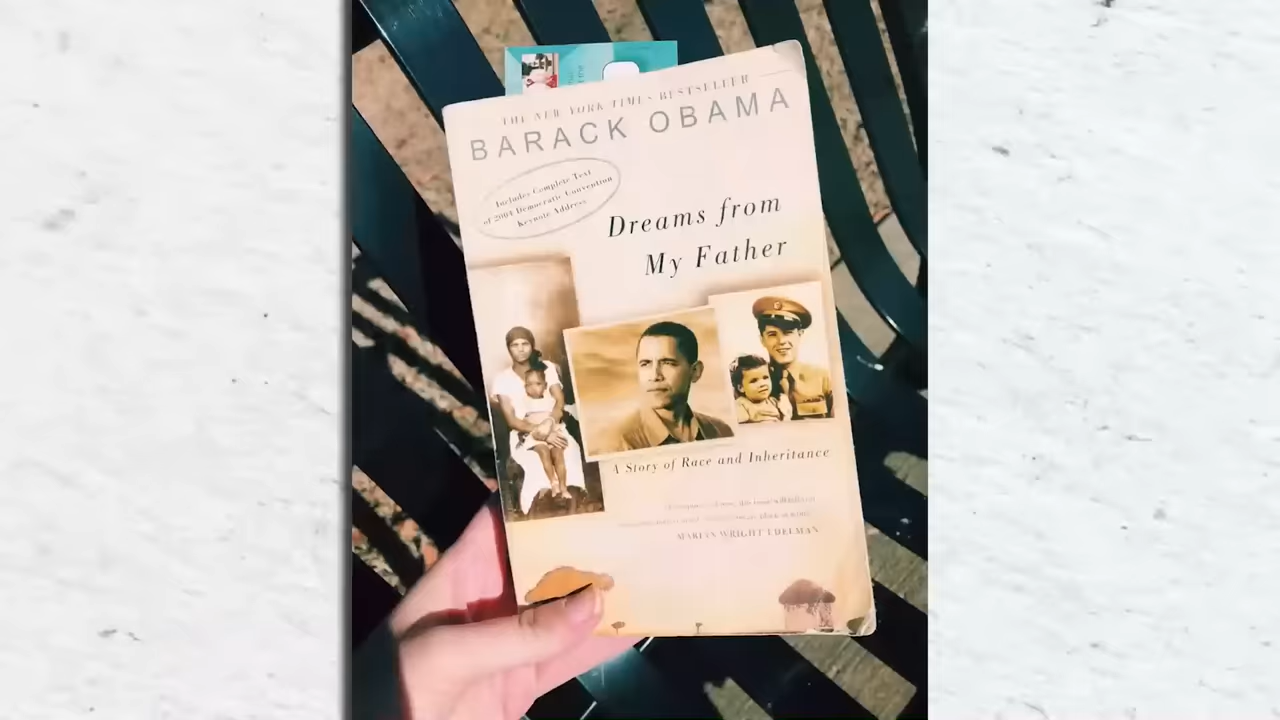 THE NEW YORK TIMES BESTSELLER
BARACK OBAMA
Includes Complete Text
of 2004 Democratic Convention
Keynote Address
Dreams from
My Father
A Story of Race and Inheritance
MARIAN WRIGHT EDELMAN